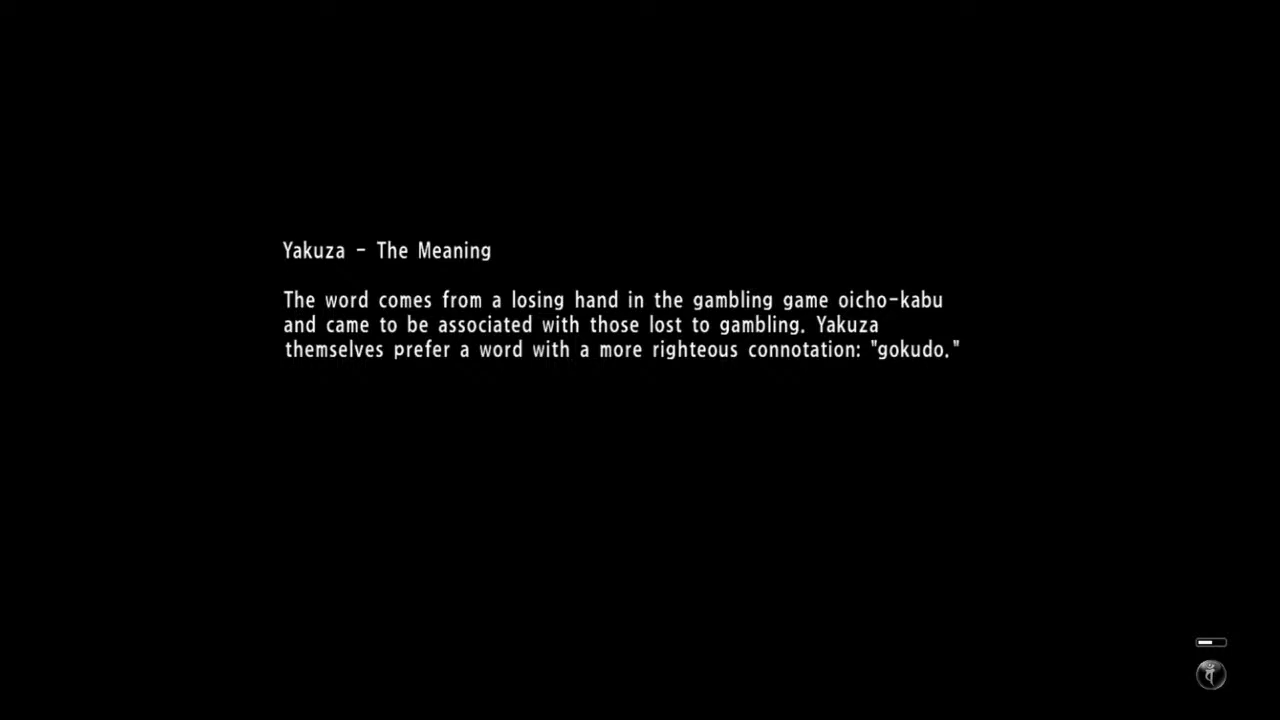 Yakuza - The Meaning
The word comes from a losing hand in the gambling game oicho-kabu
and came to be associated with those lost to gambling. Yakuza
themselves prefer a word with a more righteous connotation: "gokudo."